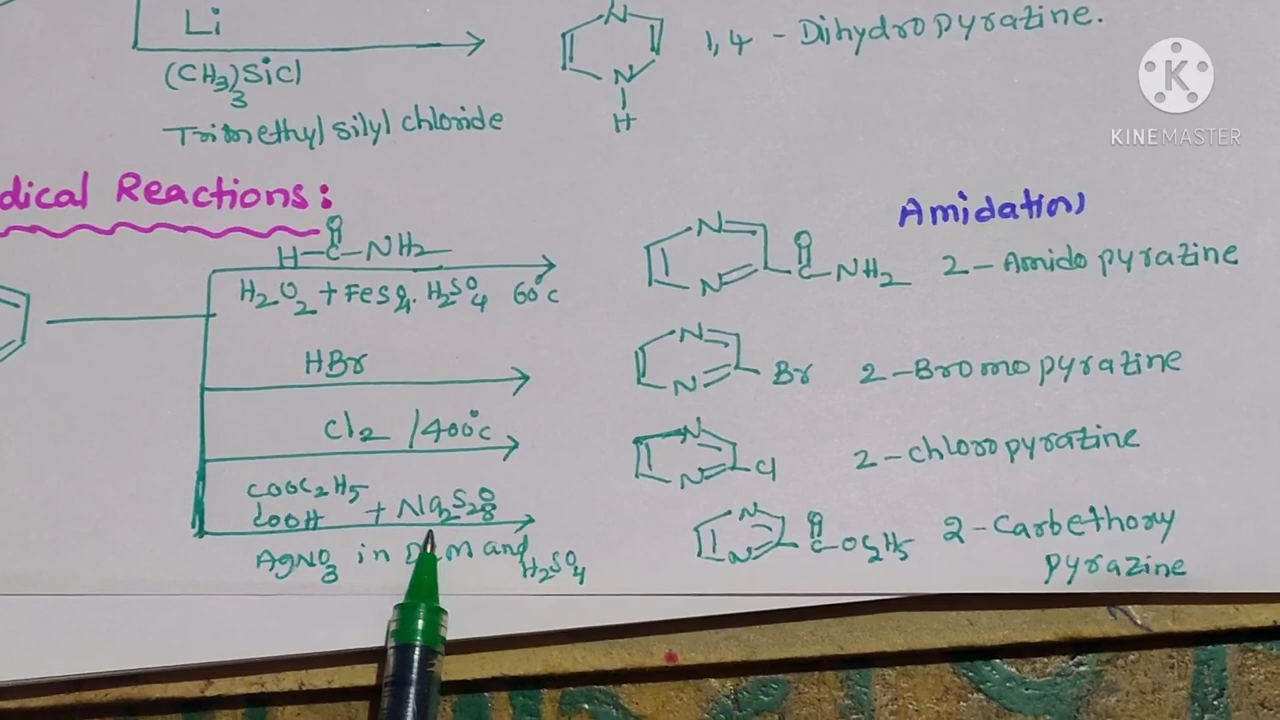 Li
N
(CH3)3SiCl
N
H
1,4 - Dihydropyrazine.
Trimethyl silyl chloride
KINEMASTER
dical Reactions:
Amidation
O
H-C-NH2
H2O2 + FeSO4. H2SO4 60°C
N
N
O
C-NH2
2-Amido pyrazine
HBr
N
N
Br
2-Bromopyrazine
Cl2 /400°C
N
N
Cl
2-chloropyrazine
COOC2H5
COOH + Na2S2O8
AgNO3 in DCM and H2SO4
N
N
O
C-OC2H5
2-Carbethoxy
pyrazine